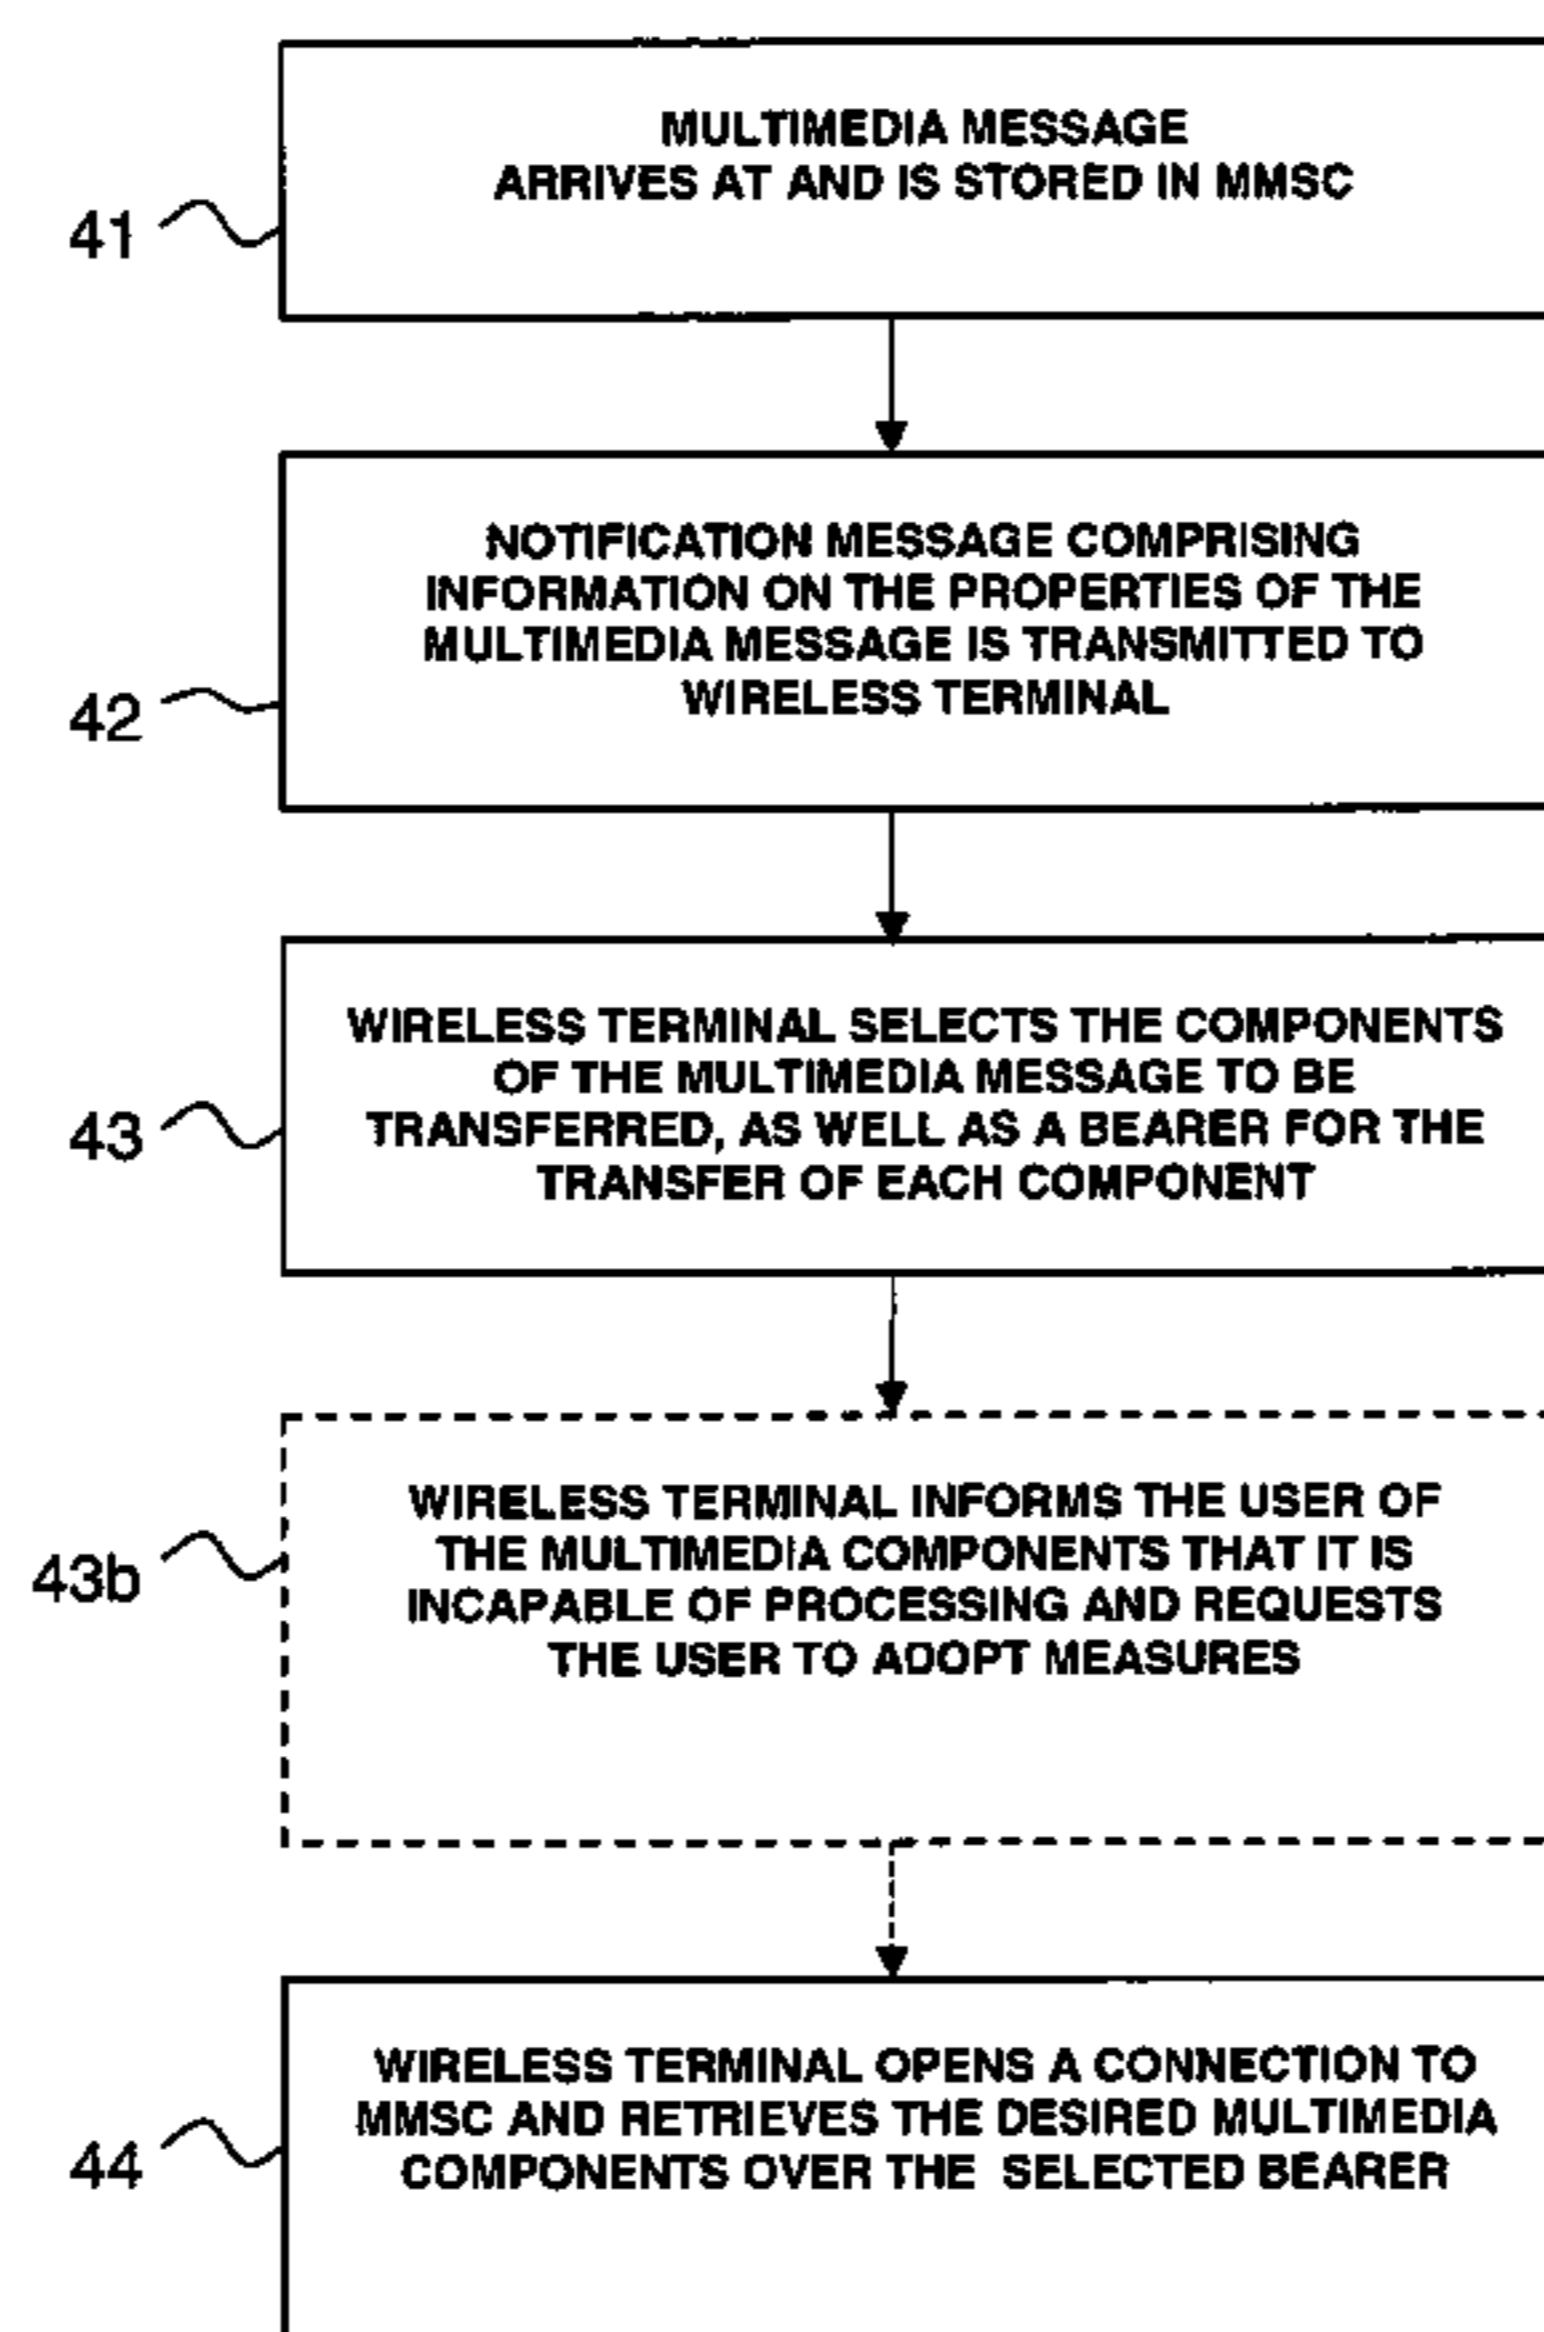 MULTIMEDIA MESSAGE
ARRIVES AT AND IS STORED IN MMSC
41
NOTIFICATION MESSAGE COMPRISING
INFORMATION ON THE PROPERTIES OF THE
MULTIMEDIA MESSAGE IS TRANSMITTED TO
WIRELESS TERMINAL
42
WIRELESS TERMINAL SELECTS THE COMPONENTS
OF THE MULTIMEDIA MESSAGE TO BE
TRANSFERRED, AS WELL AS A BEARER FOR THE
TRANSFER OF EACH COMPONENT
43
WIRELESS TERMINAL INFORMS THE USER OF
THE MULTIMEDIA COMPONENTS THAT IT IS
INCAPABLE OF PROCESSING AND REQUESTS
THE USER TO ADOPT MEASURES
43b
WIRELESS TERMINAL OPENS A CONNECTION TO
MMSC AND RETRIEVES THE DESIRED MULTIMEDIA
COMPONENTS OVER THE SELECTED BEARER
44